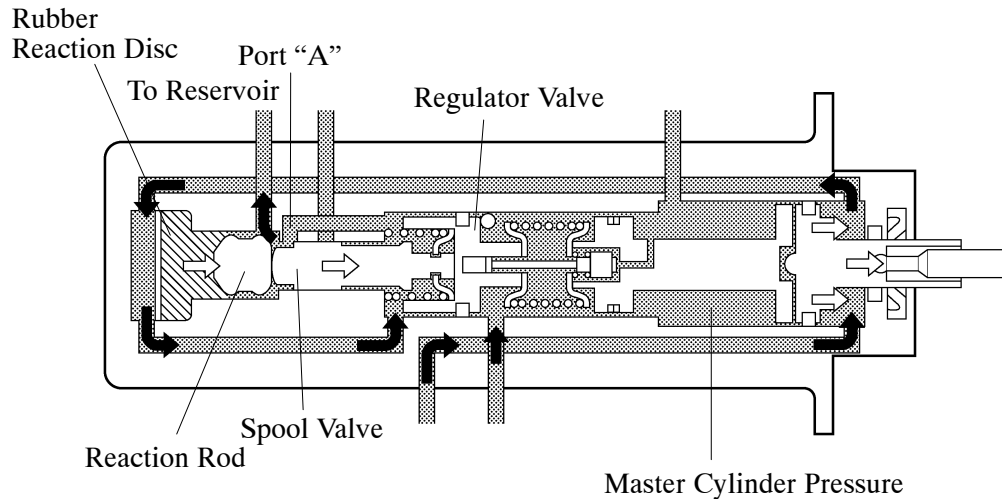 Rubber
Reaction Disc
Port “A”
To Reservoir
Regulator Valve
Spool Valve
Reaction Rod
Master Cylinder Pressure